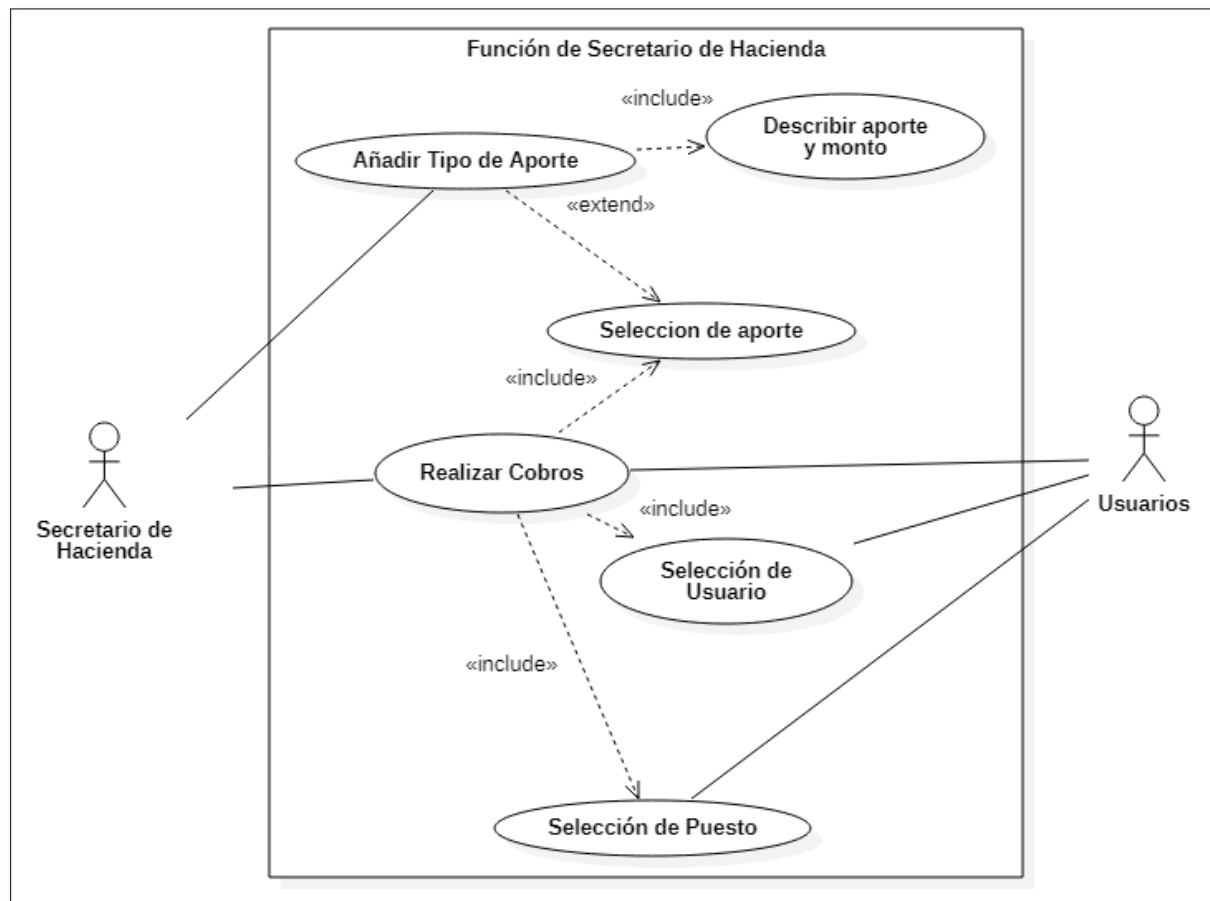 Función de Secretario de Hacienda
«include»
Describir aporte
y monto
Añadir Tipo de Aporte
«extend»
Seleccion de aporte
«include»
Realizar Cobros
«include»
Secretario de
Hacienda
Usuarios
Selección de
Usuario
«include»
Selección de Puesto